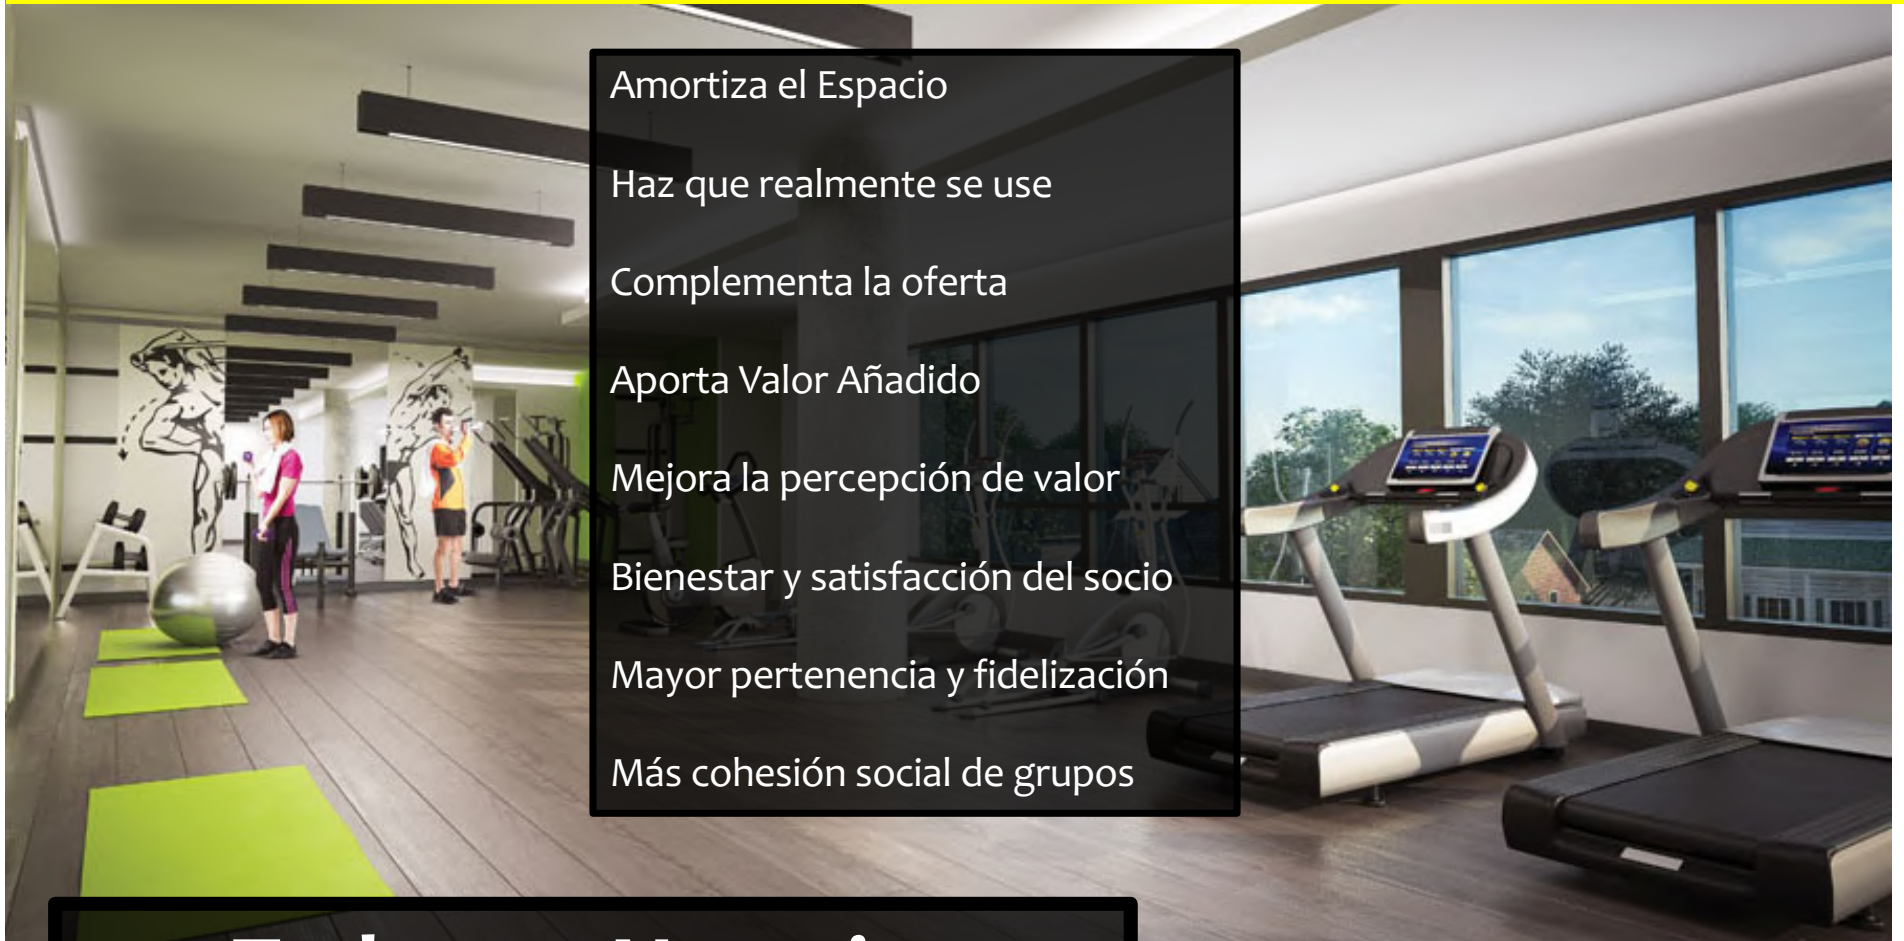 Amortiza el Espacio
Haz que realmente se use
Complementa la oferta
Aporta Valor Añadido
Mejora la percepción de valor
Bienestar y satisfacción del socio
Mayor pertenencia y fidelización
Más cohesión social de grupos